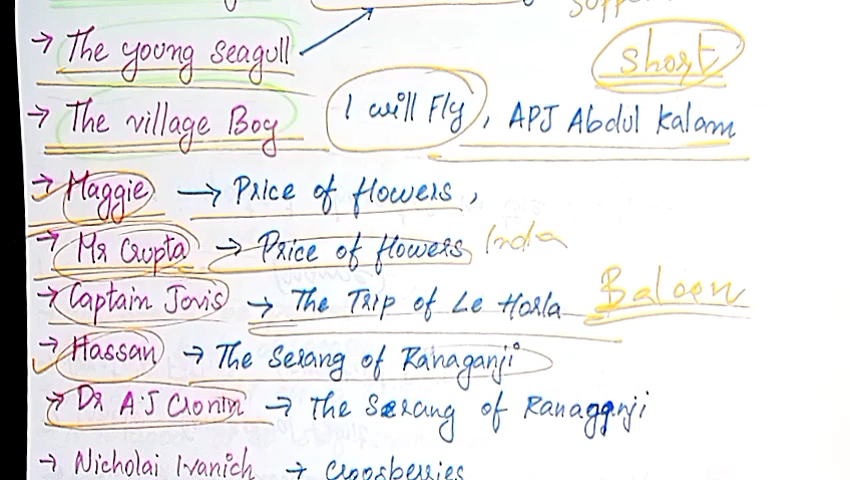 The young seagull
short
The village Boy I will Fly, APJ Abdul Kalam
→ Maggie → Price of flowers,
→ Mr Gupta → Price of flowers India
→ Captain Jovis → The Trip of Le Horla Baloon
→ Hassan → The Serang of Ranaganji
→ Dr A.J Cronin → The Serang of Ranagganji
→ Nicholai Ivanich → Goosberries